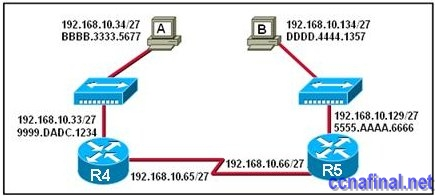 192.168.10.34/27
BBBB.3333.5677
A
B
192.168.10.134/27
DDDD.4444.1357
192.168.10.33/27
9999.DADC.1234
192.168.10.129/27
5555.AAAA.6666
R4
192.168.10.65/27
192.168.10.66/27
R5
ccnafinal.net